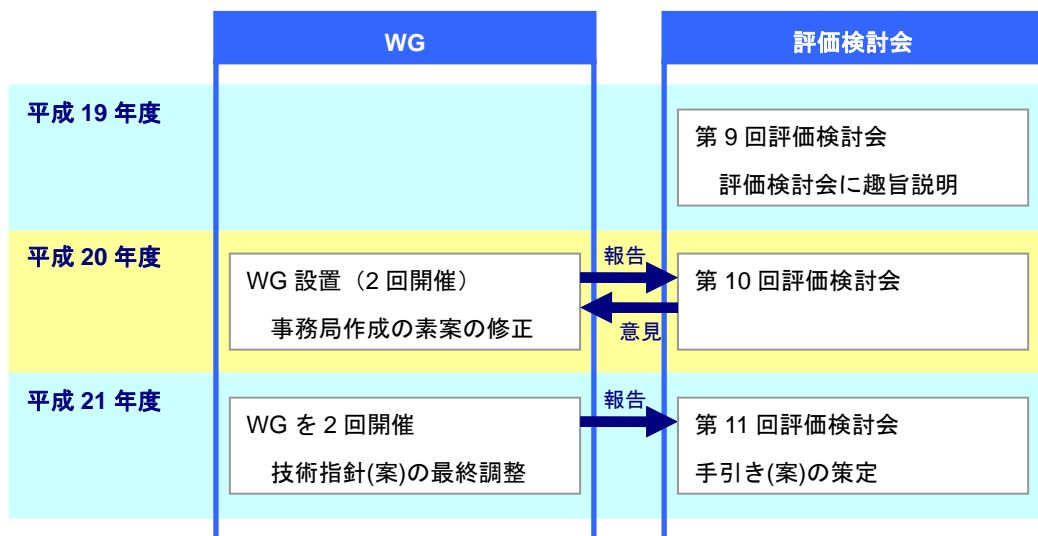 WG
評価検討会
平成 19 年度
第 9 回評価検討会
評価検討会に趣旨説明
平成 20 年度
WG 設置（2 回開催）
事務局作成の素案の修正
報告
意見
第 10 回評価検討会
平成 21 年度
WG を 2 回開催
技術指針(案)の最終調整
報告
第 11 回評価検討会
手引き(案)の策定